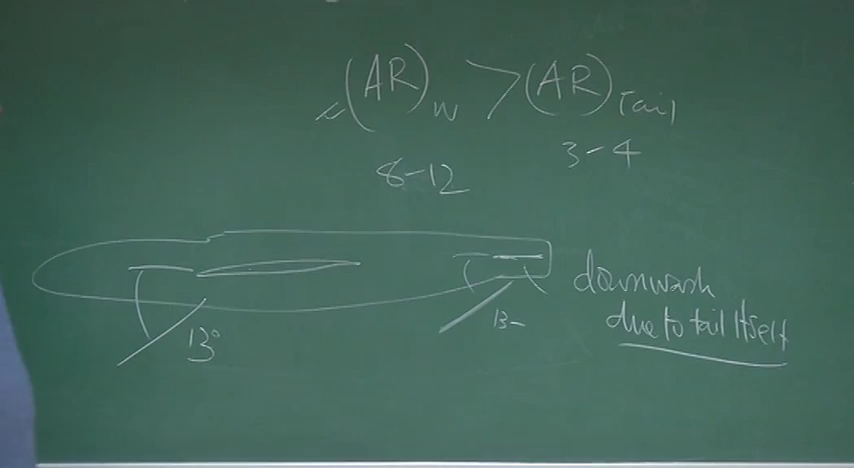 (AR)w > (AR)Tail
8-12
3-4
13°
13-
downwash
due to tail itself